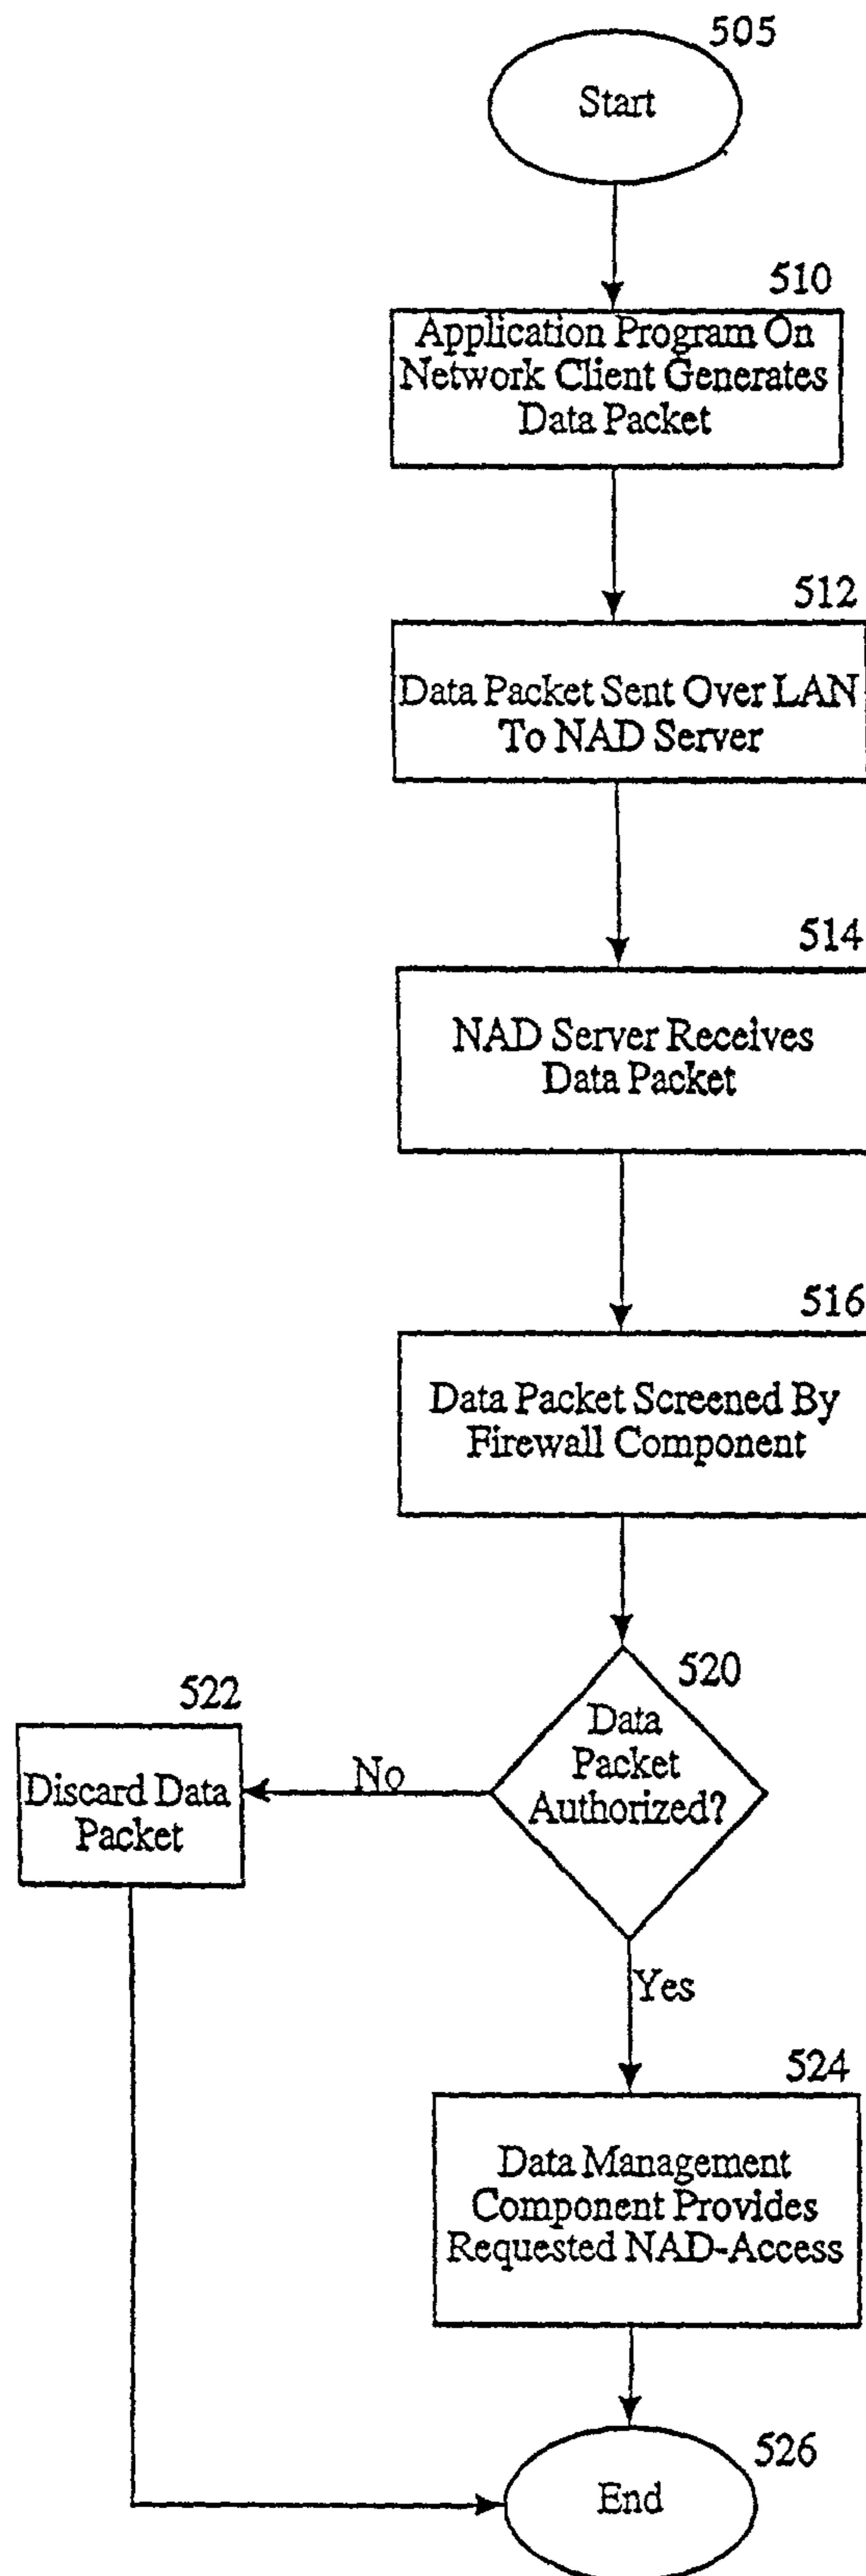 505
Start
510
Application Program On
Network Client Generates
Data Packet
512
Data Packet Sent Over LAN
To NAD Server
514
NAD Server Receives
Data Packet
516
Data Packet Screened By
Firewall Component
520
Data
Packet
Authorized?
522
No
Discard Data
Packet
Yes
524
Data Management
Component Provides
Requested NAD-Access
526
End